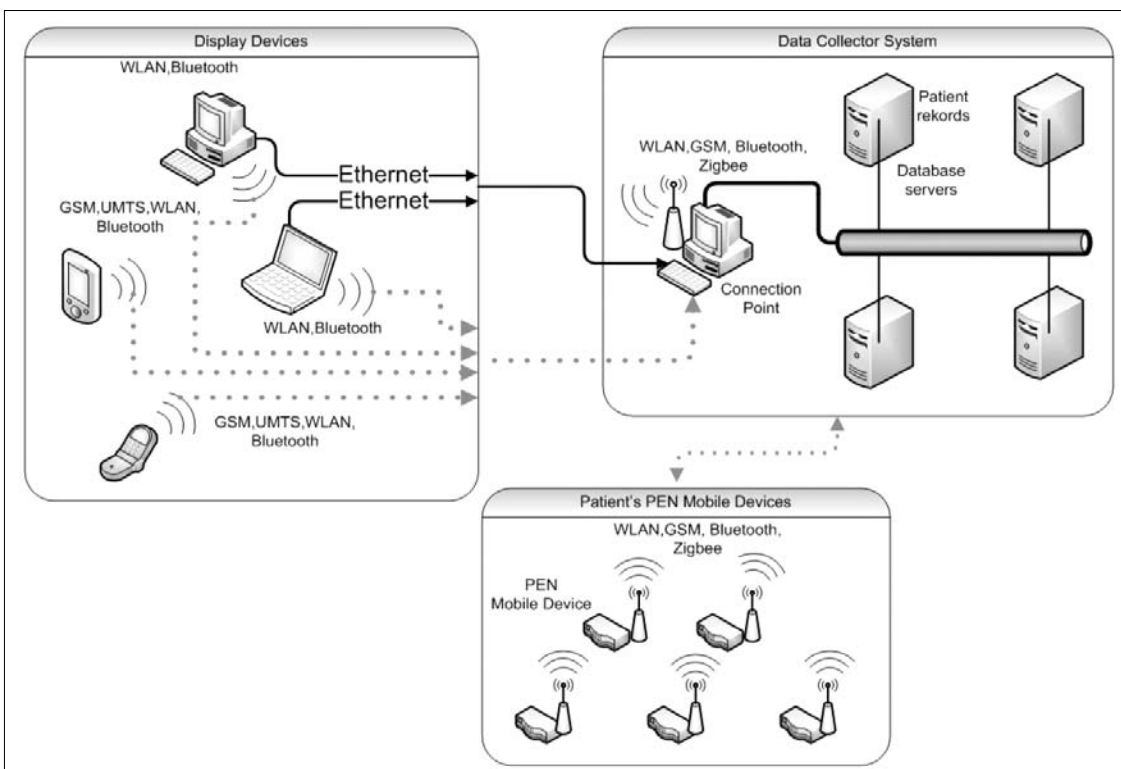 Display Devices
WLAN,Bluetooth
Ethernet
Ethernet
GSM,UMTS,WLAN,
Bluetooth
WLAN,Bluetooth
GSM,UMTS,WLAN,
Bluetooth
Data Collector System
Patient
rekords
WLAN,GSM, Bluetooth,
Zigbee
Database
servers
Connection
Point
Patient's PEN Mobile Devices
WLAN,GSM, Bluetooth,
Zigbee
PEN
Mobile Device